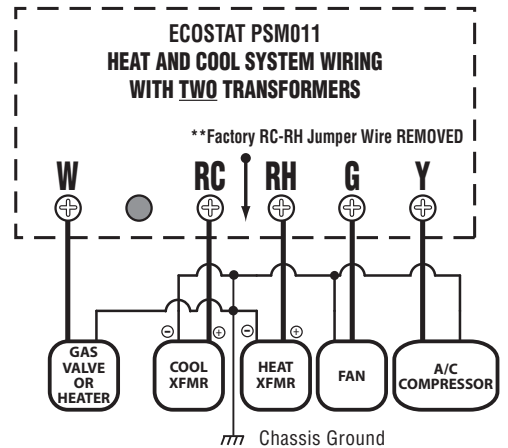 ECOSTAT PSM011
HEAT AND COOL SYSTEM WIRING
WITH TWO TRANSFORMERS
**Factory RC-RH Jumper Wire REMOVED
W RC RH G Y
⊖ ⊕ ⊖ ⊕
GAS
VALVE
OR
HEATER
COOL
XFMR
HEAT
XFMR
FAN
A/C
COMPRESSOR
Chassis Ground